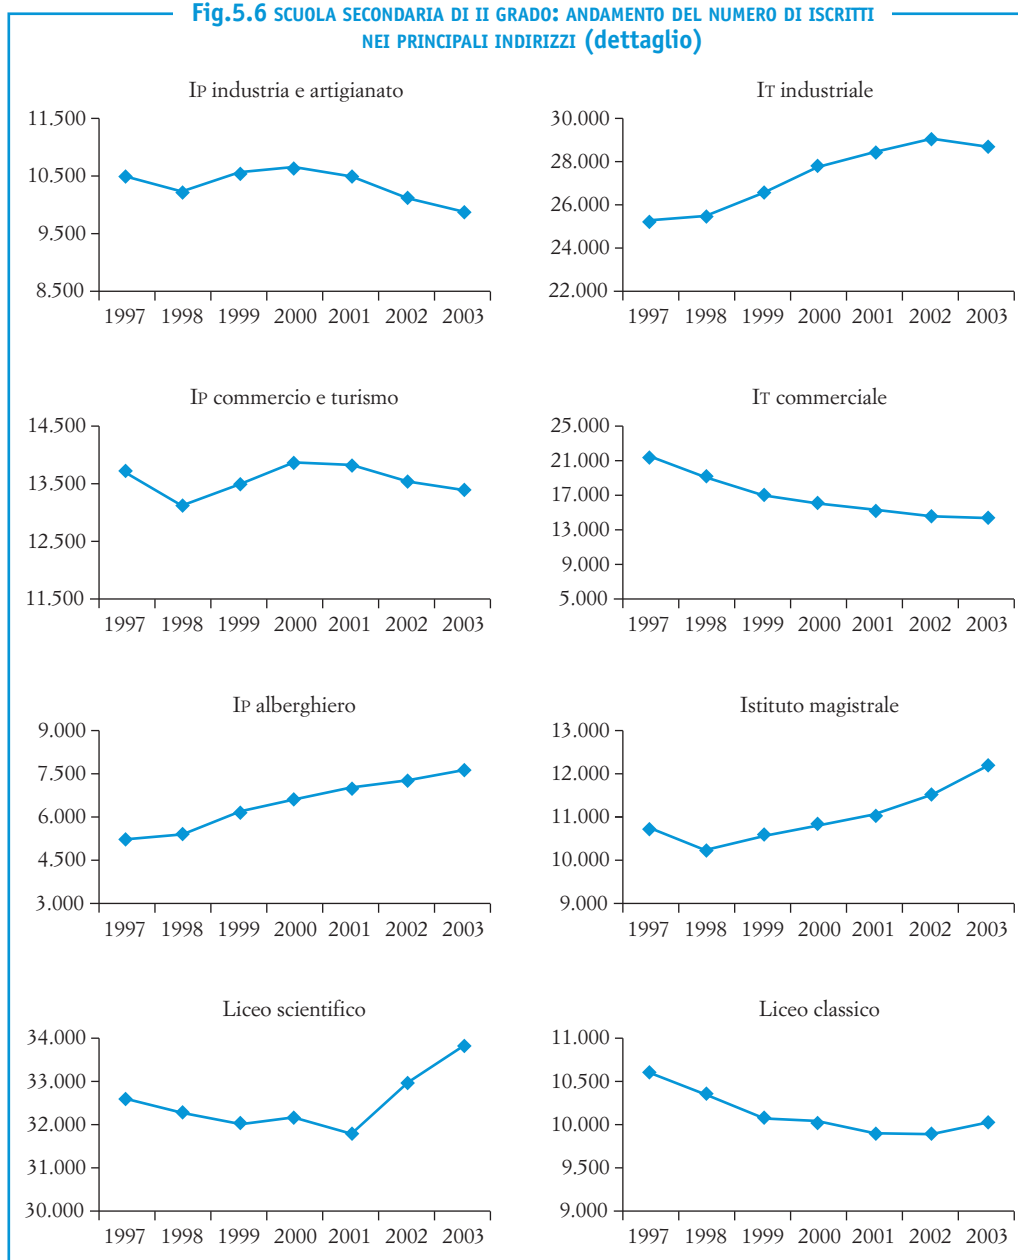 Fig.5.6 SCUOLA SECONDARIA DI II GRADO: ANDAMENTO DEL NUMERO DI ISCRITTI
NEI PRINCIPALI INDIRIZZI (dettaglio)
IP industria e artigianato
11.500
10.500
9.500
8.500
1997 1998 1999 2000 2001 2002 2003
IT industriale
30.000
28.000
26.000
24.000
22.000
1997 1998 1999 2000 2001 2002 2003
IP commercio e turismo
14.500
13.500
12.500
11.500
1997 1998 1999 2000 2001 2002 2003
IT commerciale
25.000
21.000
17.000
13.000
9.000
5.000
1997 1998 1999 2000 2001 2002 2003
IP alberghiero
9.000
7.500
6.000
4.500
3.000
1997 1998 1999 2000 2001 2002 2003
Istituto magistrale
13.000
12.000
11.000
10.000
9.000
1997 1998 1999 2000 2001 2002 2003
Liceo scientifico
34.000
33.000
32.000
31.000
30.000
1997 1998 1999 2000 2001 2002 2003
Liceo classico
11.000
10.500
10.000
9.500
9.000
1997 1998 1999 2000 2001 2002 2003